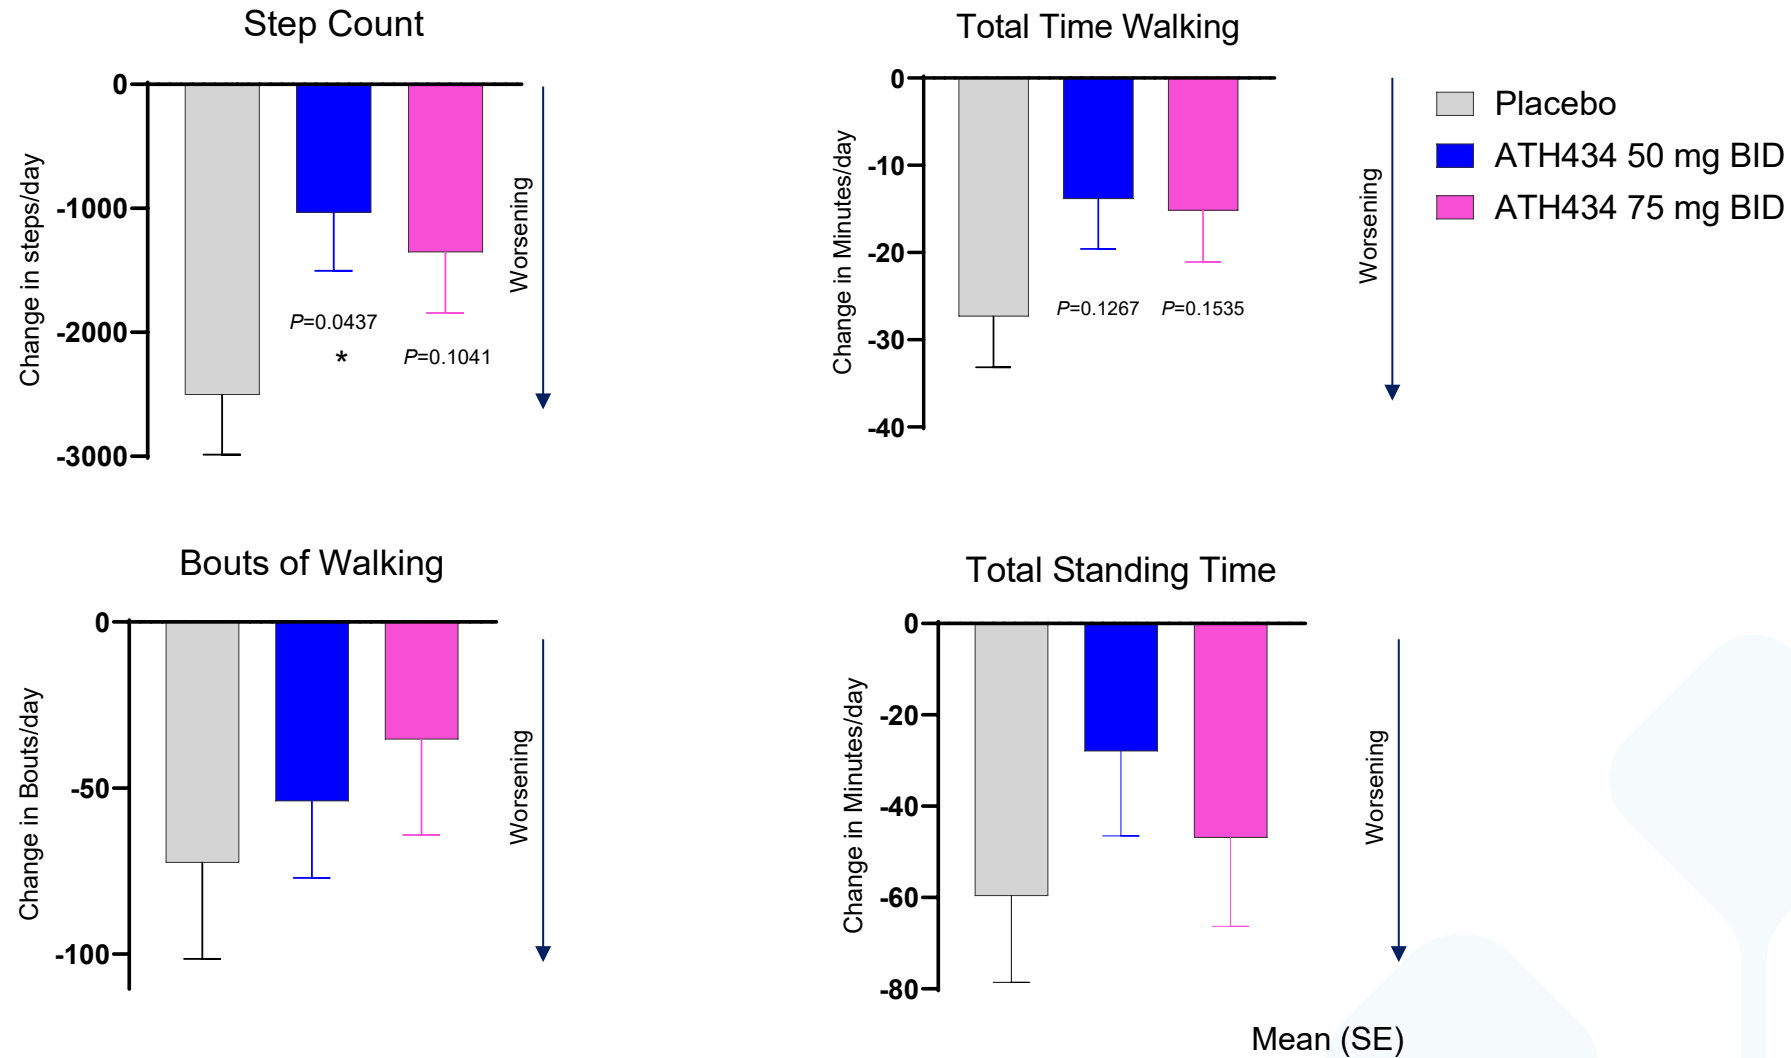 Step Count
Change in steps/day
0
-1000
-2000
-3000
P=0.0437
*
P=0.1041
Worsening
Total Time Walking
Change in Minutes/day
0
-10
-20
-30
-40
P=0.1267
P=0.1535
Worsening
Placebo
ATH434 50 mg BID
ATH434 75 mg BID
Bouts of Walking
Change in Bouts/day
0
-50
-100
Worsening
Total Standing Time
Change in Minutes/day
0
-20
-40
-60
-80
Worsening
Mean (SE)